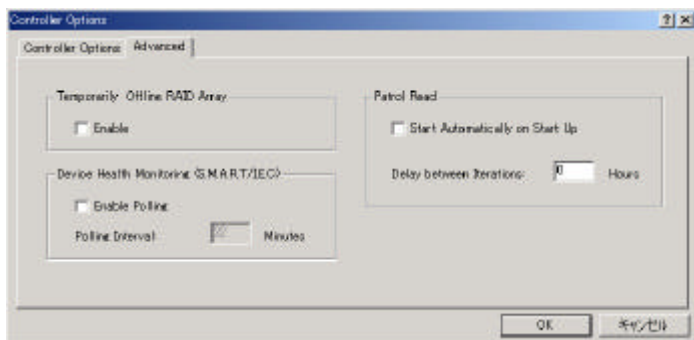 Controller Options
Controller Options Advanced
Temporarily Offline RAID Array
Enable
Device Health Monitoring (S.M.A.R.T/IEC)
Enable Polling
Polling Interval: Minutes
Patrol Read
Start Automatically on Start Up
Delay between Iterations: 0 Hours
OK キャンセル